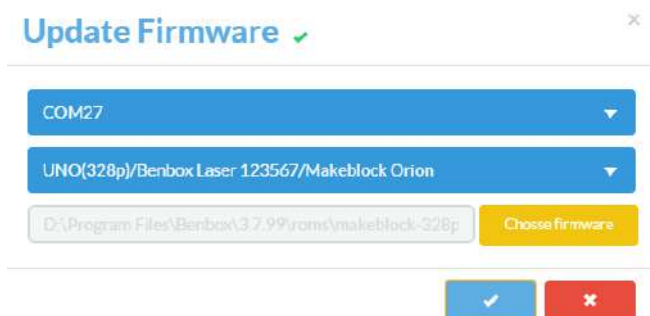 Update Firmware
COM27
UNO(328p)/Benbox Laser 123567/Makeblock Orion
D:\Program Files\Benbox\3.7.99\roms\makeblock-328p
Chosse firmware